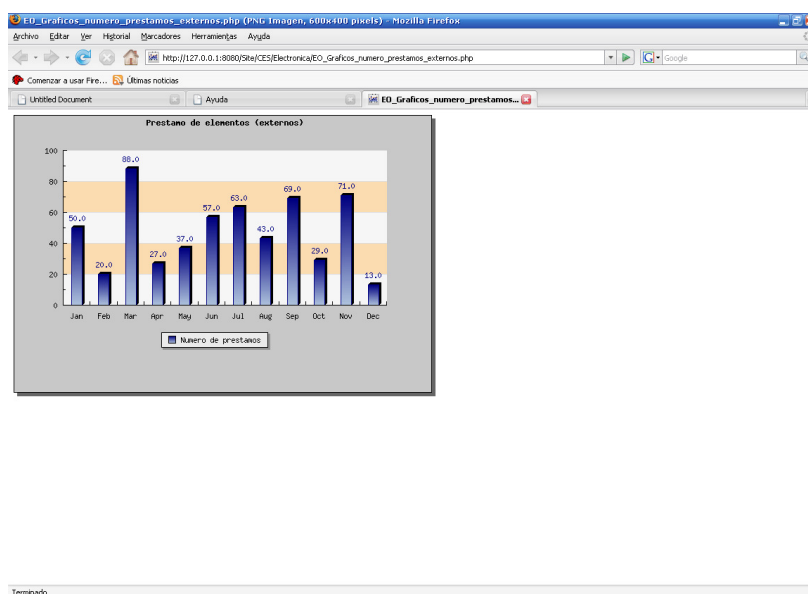 EO_Graficos_numero_prestamos_externos.php (PNG Imagen, 600x400 pixels) - Mozilla Firefox
Archivo Editar Ver Historial Marcadores Herramientas Ayuda
http://127.0.0.1:8080/Site/CES/Electronica/EO_Graficos_numero_prestamos_externos.php
G Google
Comenzar a usar Fire... Últimas noticias
Untitled Document Ayuda EO_Graficos_numero_prestamos...
Prestamo de elementos (externos)
100
80
60
40
20
0
50.0 20.0 88.0 27.0 37.0 57.0 63.0 43.0 69.0 29.0 71.0 13.0
Jan Feb Mar Apr May Jun Jul Aug Sep Oct Nov Dec
Numero de prestamos
Terminado